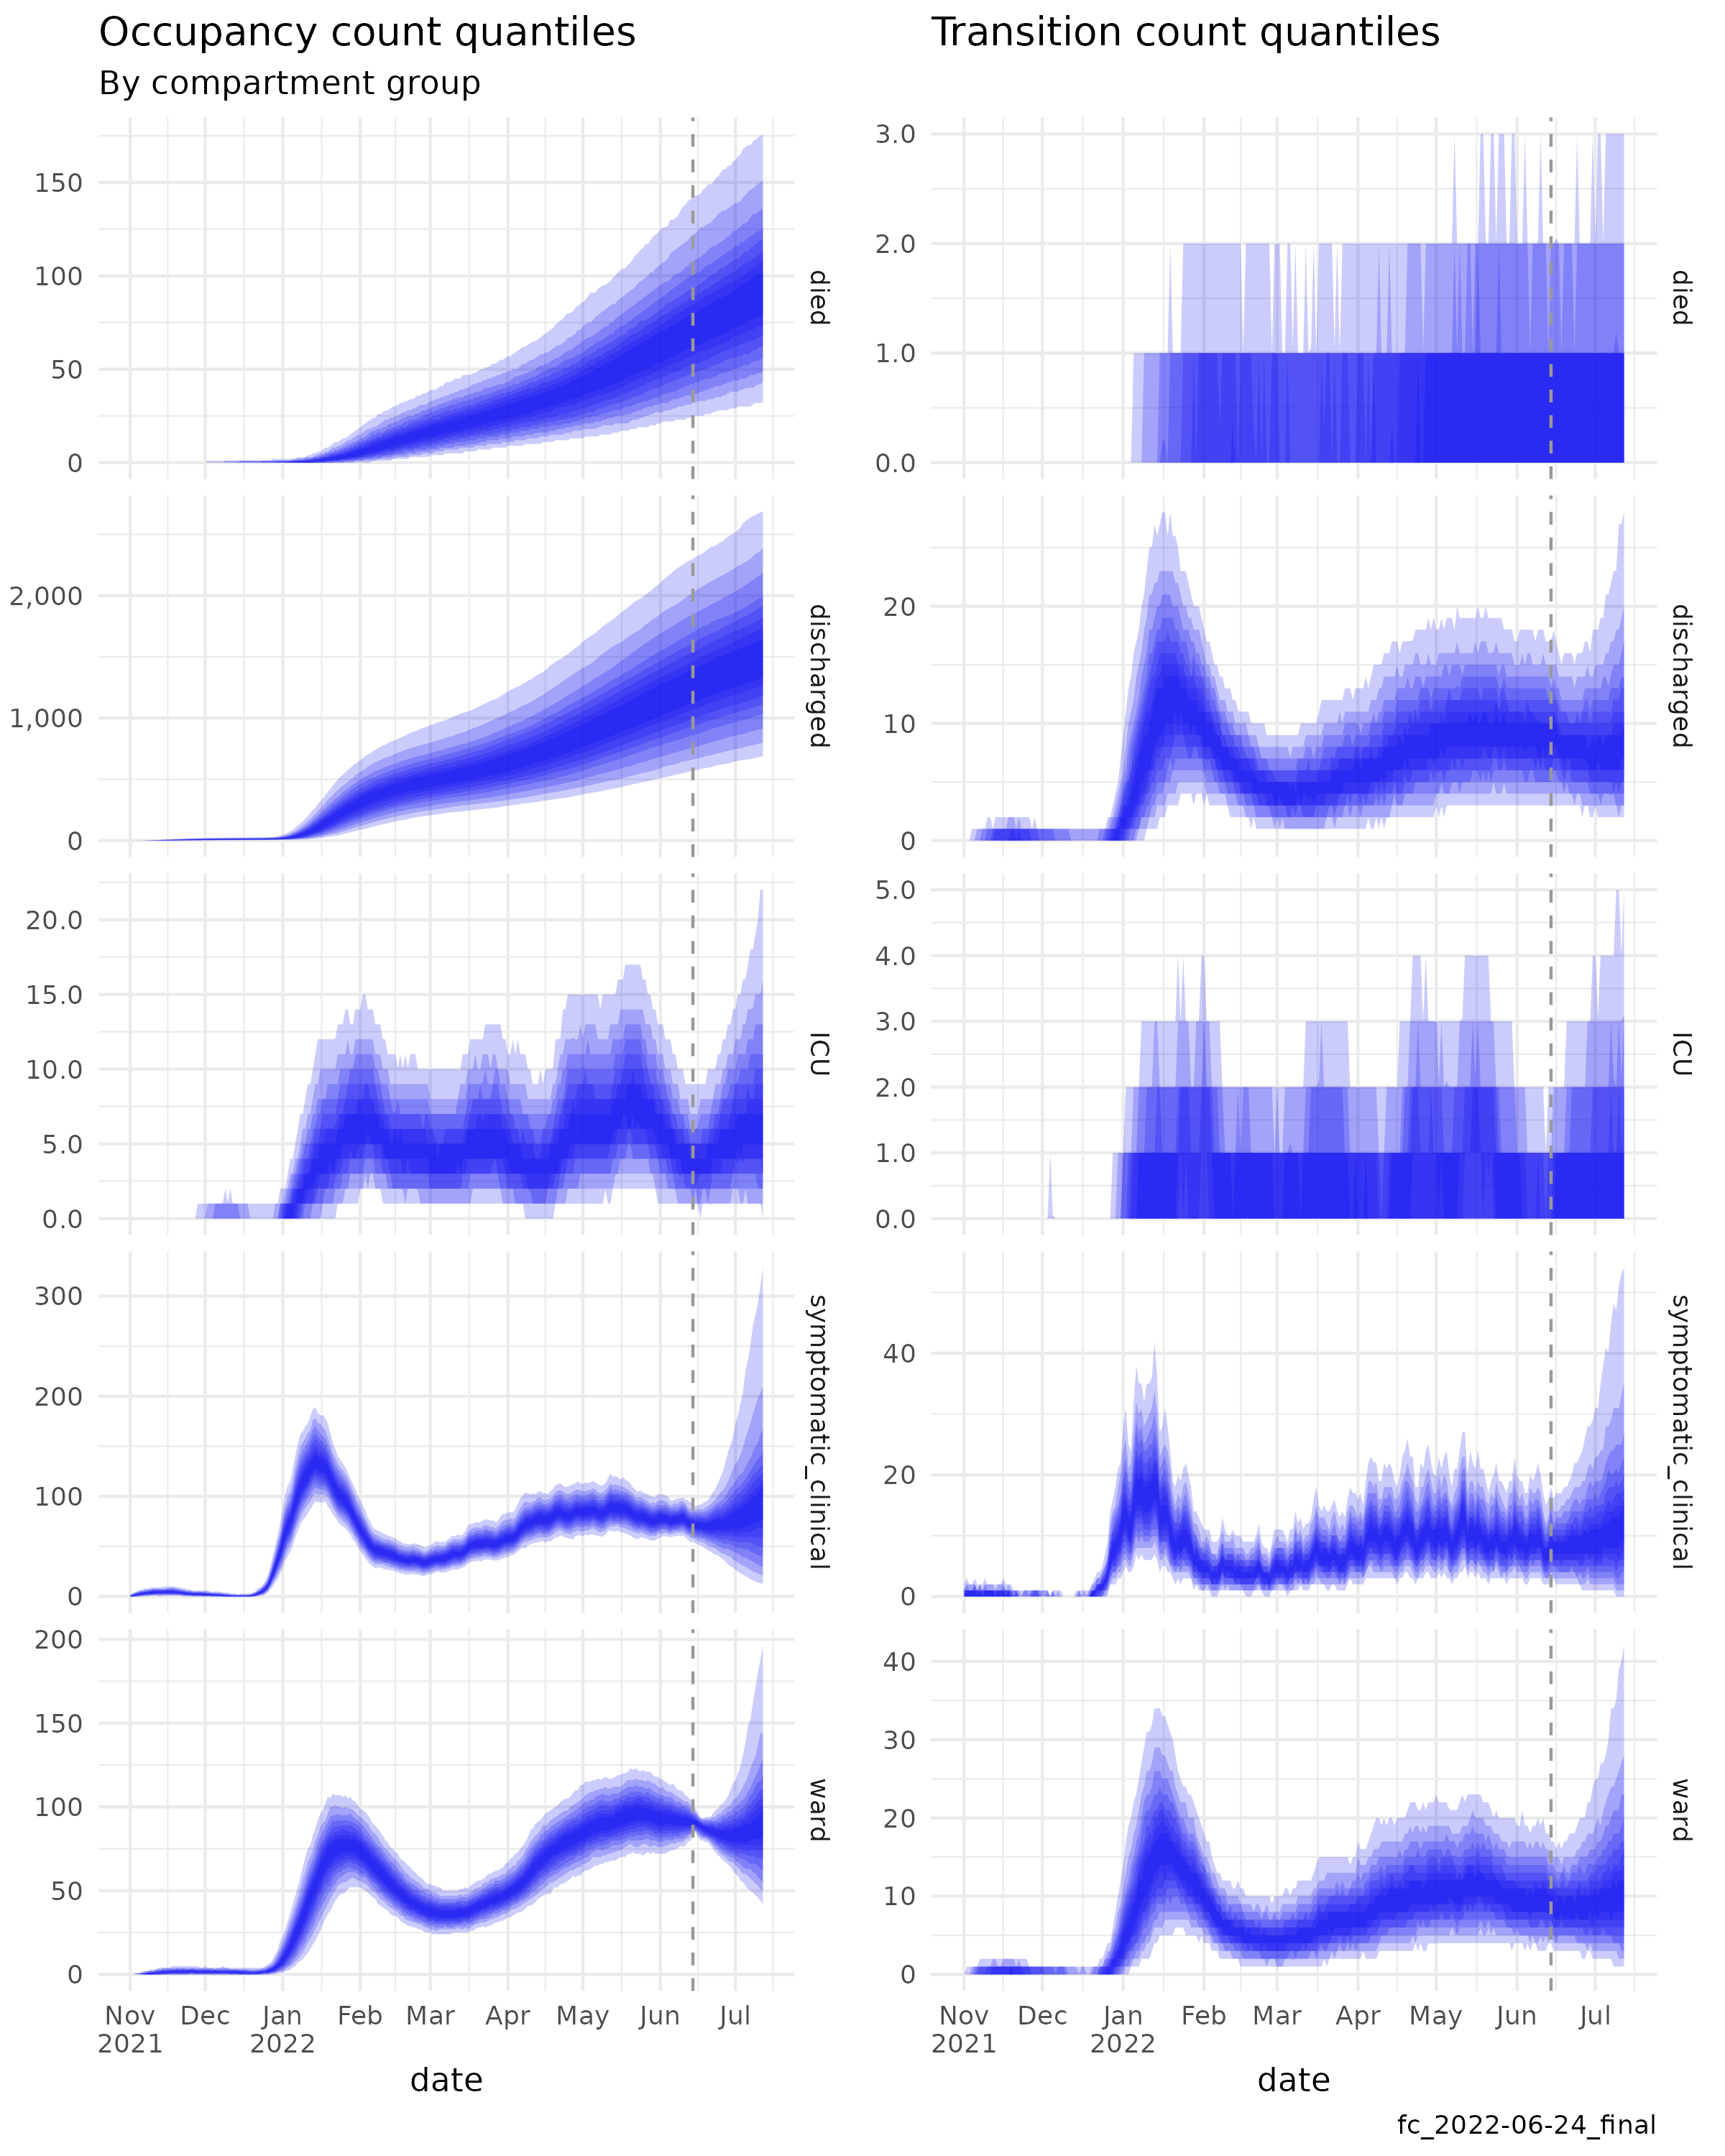 Occupancy count quantiles
By compartment group
150
100
50
0
died
2,000
1,000
0
discharged
20.0
15.0
10.0
5.0
0.0
ICU
300
200
100
0
symptomatic_clinical
200
150
100
50
0
ward
Nov Dec Jan Feb Mar Apr May Jun Jul
2021 2022
date
Transition count quantiles
3.0
2.0
1.0
0.0
died
20
10
0
discharged
5.0
4.0
3.0
2.0
1.0
0.0
ICU
40
20
0
symptomatic_clinical
40
30
20
10
0
ward
Nov Dec Jan Feb Mar Apr May Jun Jul
2021 2022
date
fc_2022-06-24_final